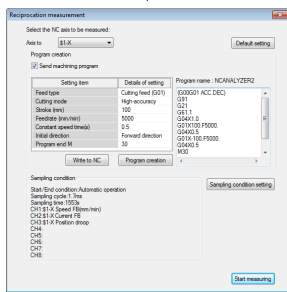 Reciprocation measurement
Select the NC axis to be measured:
Axis to $1-X Default setting
Program creation
Send machining program
Setting item Details of setting
Program name : NCANALYZER2
Feed type Cutting feed (G01)
Cutting mode High-accuracy
Stroke (mm) 100
Feedrate (mm/min) 5000
Constant speed time(s) 0.5
Initial direction Forward direction
Program end M 30
(G00G01 ACC.DEC)
G91
G21
G61.1
G04X1.0
G01X100.F5000.
G04X0.5
G01X-100.F5000.
G04X0.5
M30
Write to NC Program creation
Sampling condition
Sampling condition setting
Start/End condition:Automatic operation
Sampling cycle:1.7ms
Sampling time:1553s
CH1:$1-X Speed FB(mm/min)
CH2:$1-X Current FB
CH3:$1-X Position droop
CH4:
CH5:
CH6:
CH7:
CH8:
Start measuring